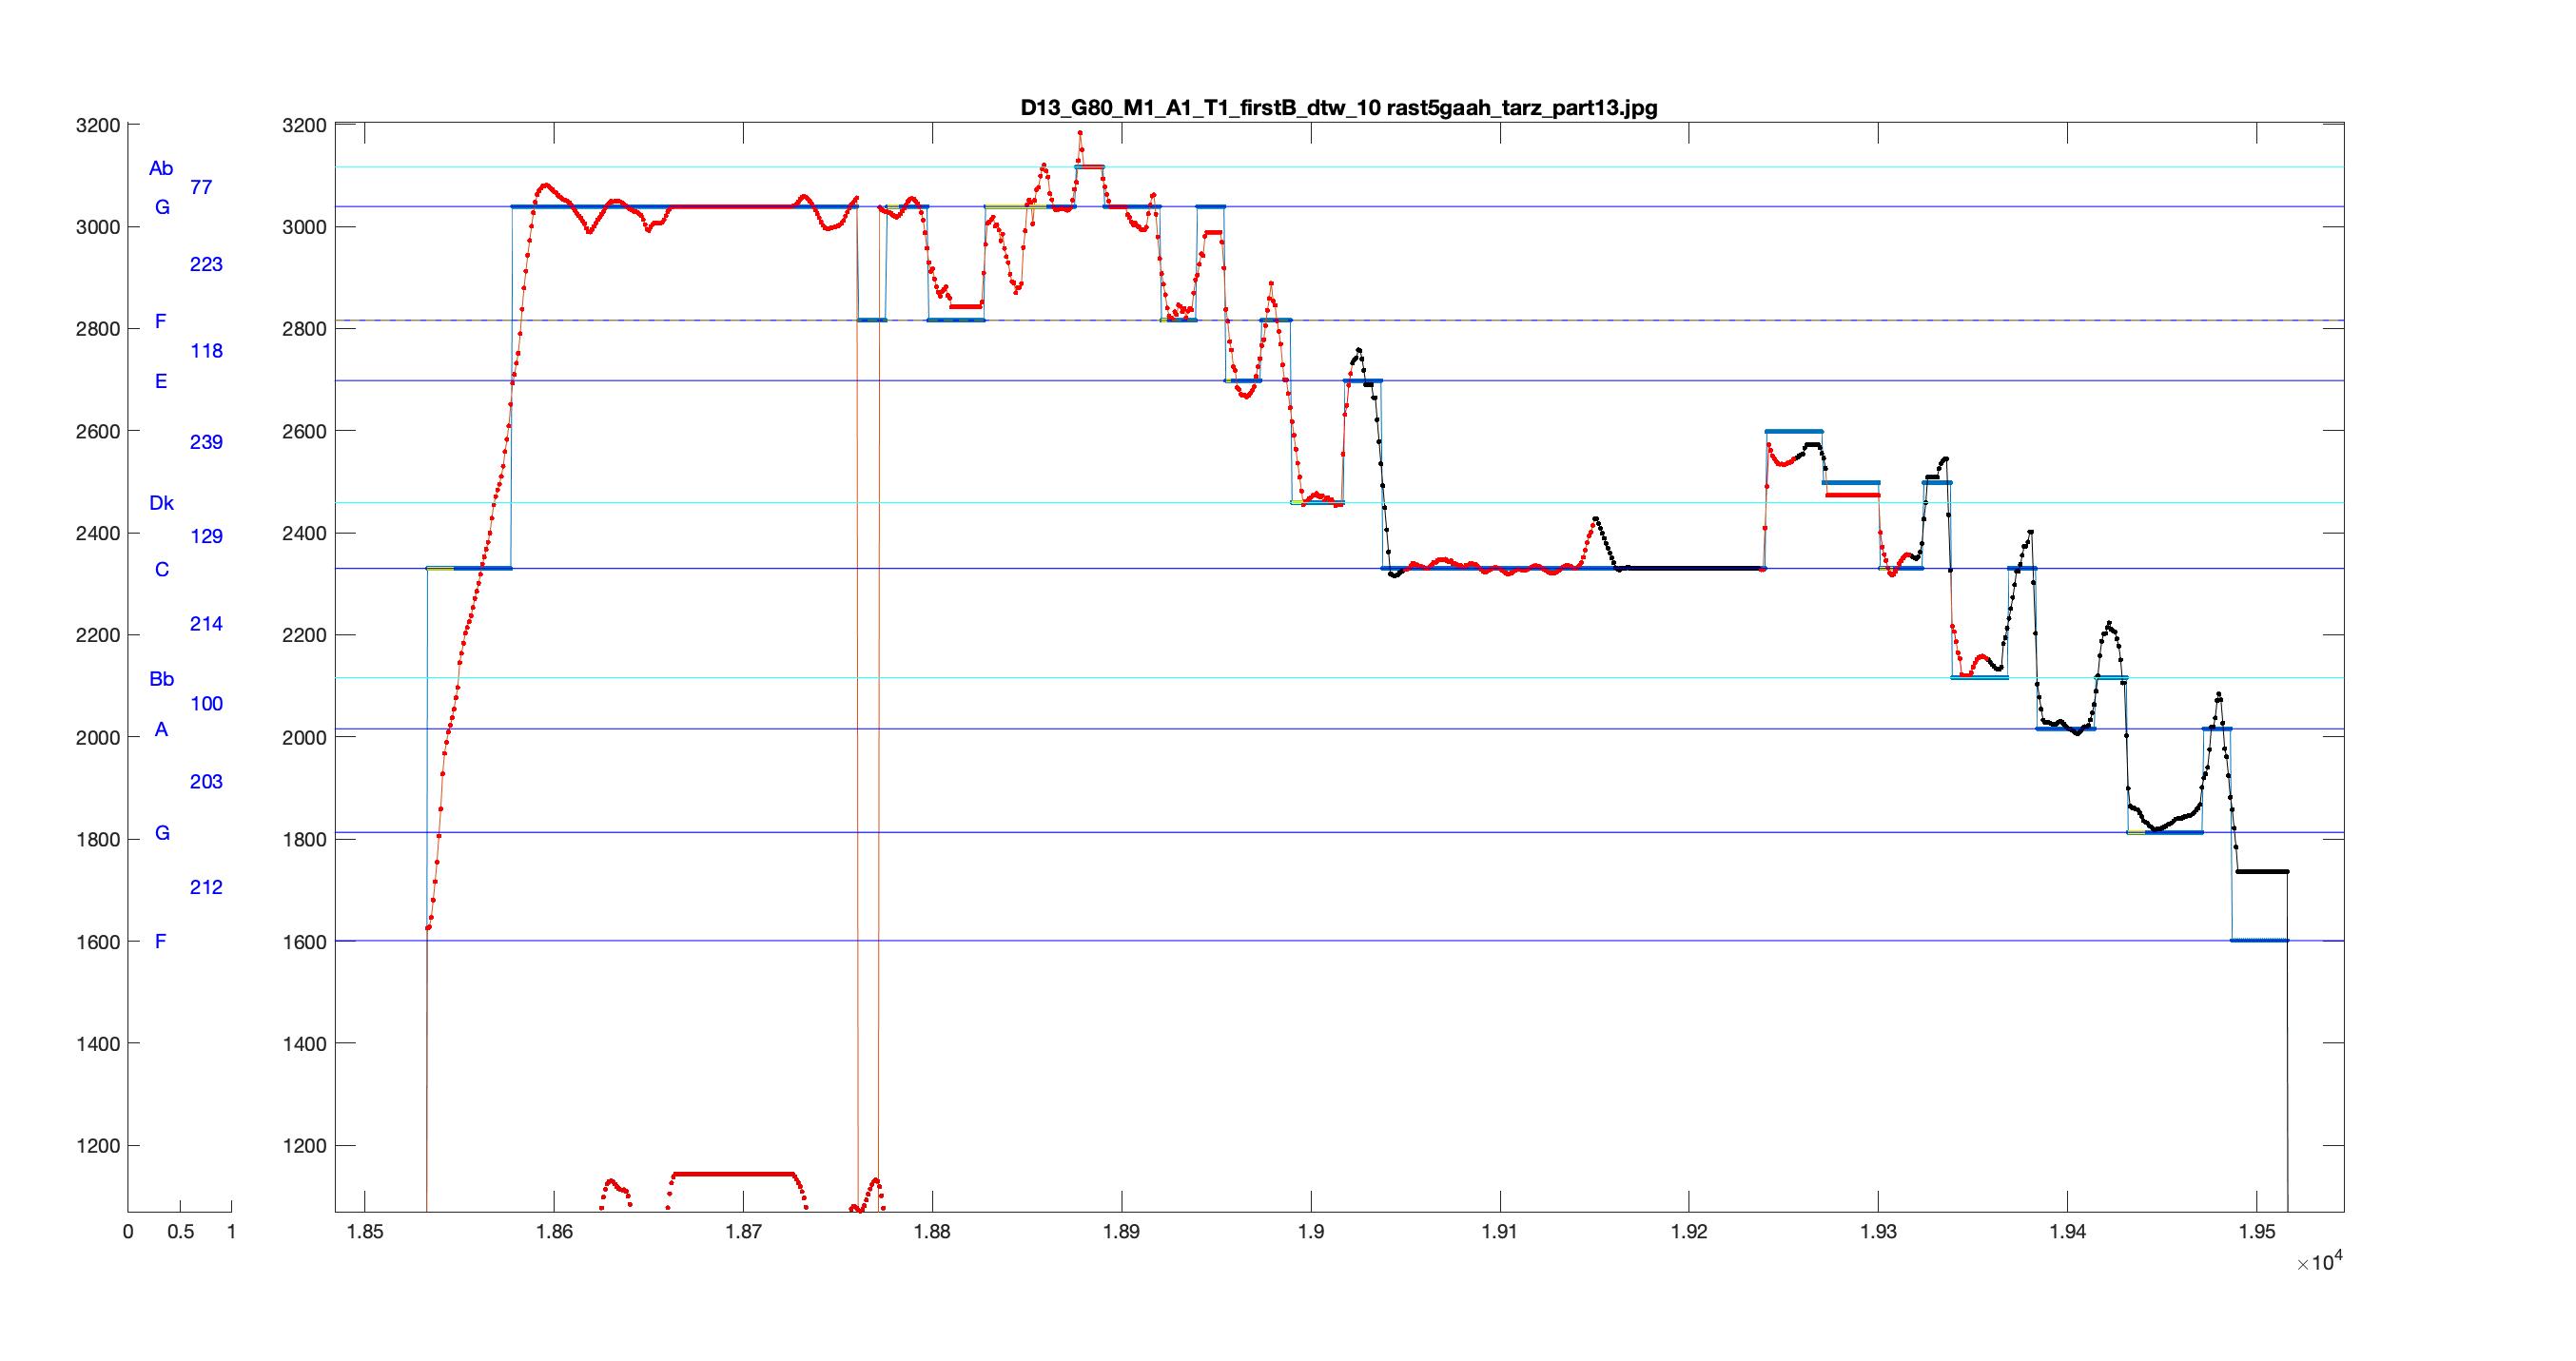 D13_G80_M1_A1_T1_firstB_dtw_10 rast5gaah_tarz_part13.jpg
3200 3200
Ab
77
G
3000 3000
223
F
2800 2800
118
E
2600 2600
239
Dk
2400 2400
129
C
2200 2200
214
Bb
100
A
2000 2000
203
G
1800 1800
212
F
1600 1600
1400 1400
1200 1200
0 0.5 1 1.85 1.86 1.87 1.88 1.89 1.9 1.91 1.92 1.93 1.94 1.95
×10^4